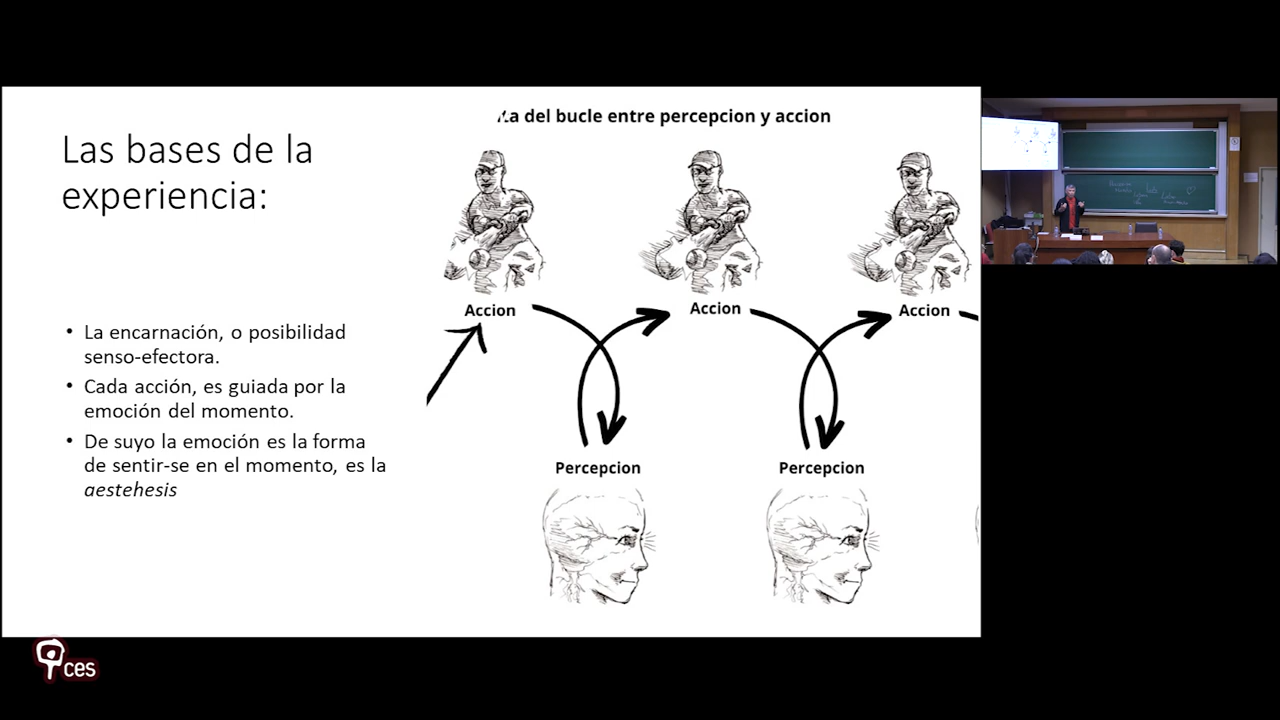 Las bases de la
experiencia:
La encarnación, o posibilidad
senso-efectora.
Cada acción, es guiada por la
emoción del momento.
De suyo la emoción es la forma
de sentir-se en el momento, es la
aestehesis
La del bucle entre percepcion y accion
Accion
Accion
Accion
Percepcion
Percepcion
ces